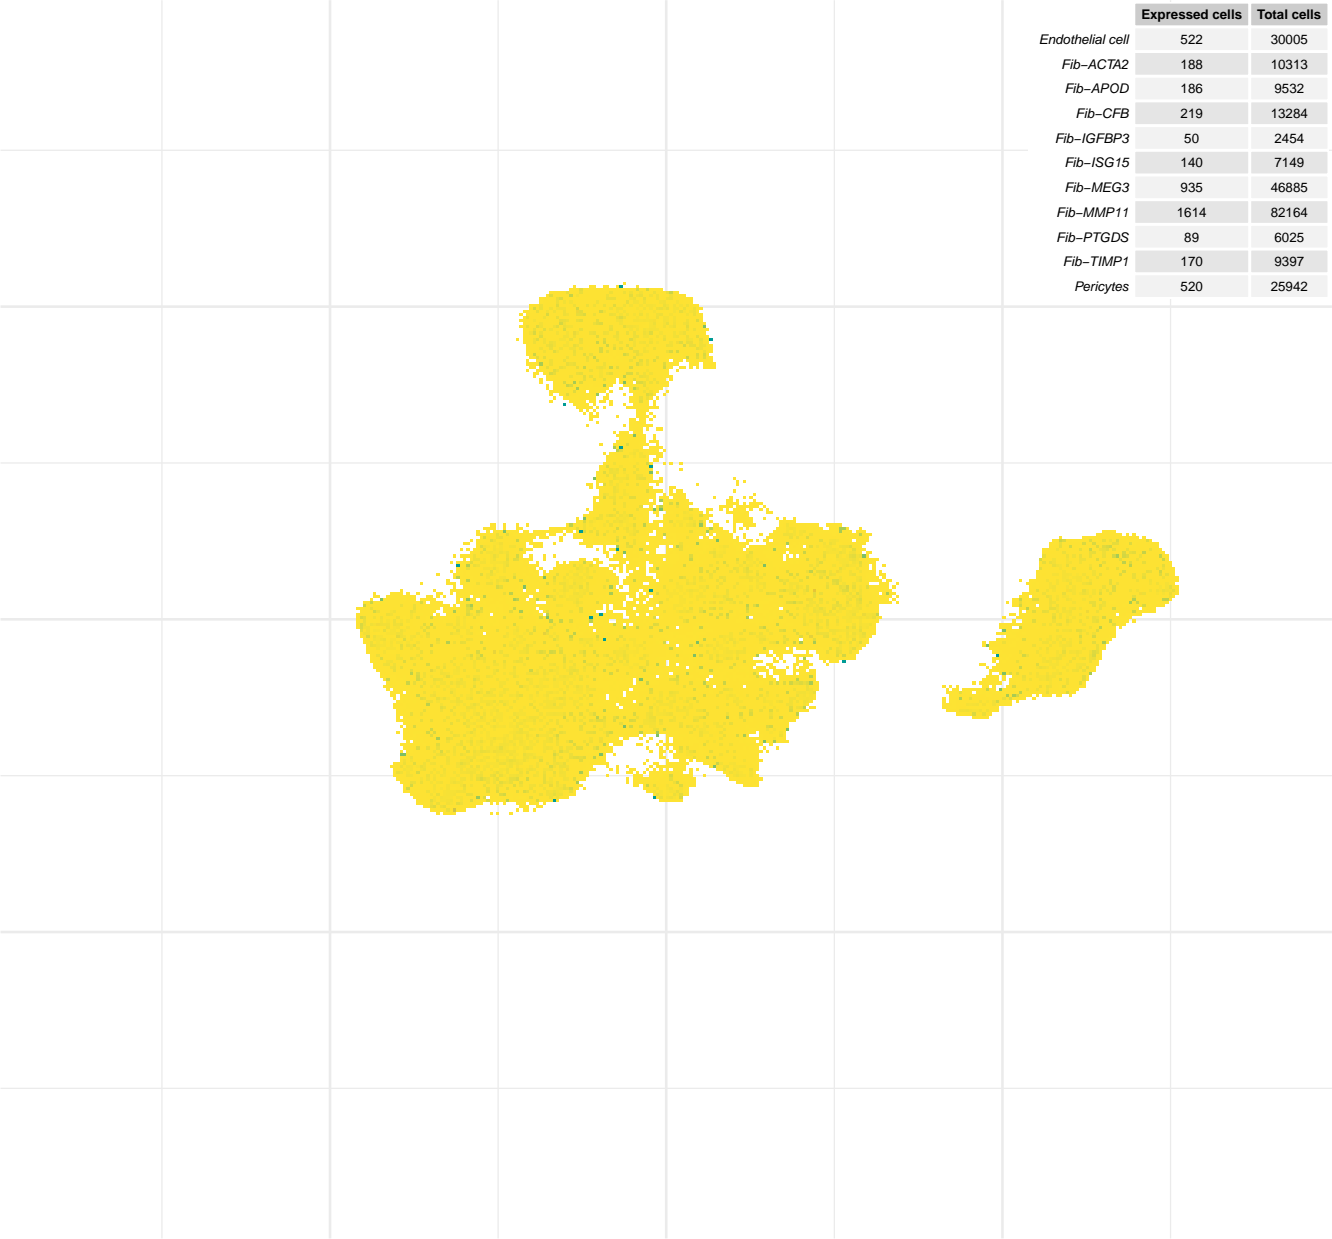 Expressed cells Total cells
Endothelial cell 522 30005
Fib−ACTA2 188 10313
Fib−APOD 186 9532
Fib−CFB 219 13284
Fib−IGFBP3 50 2454
Fib−ISG15 140 7149
Fib−MEG3 935 46885
Fib−MMP11 1614 82164
Fib−PTGDS 89 6025
Fib−TIMP1 170 9397
Pericytes 520 25942